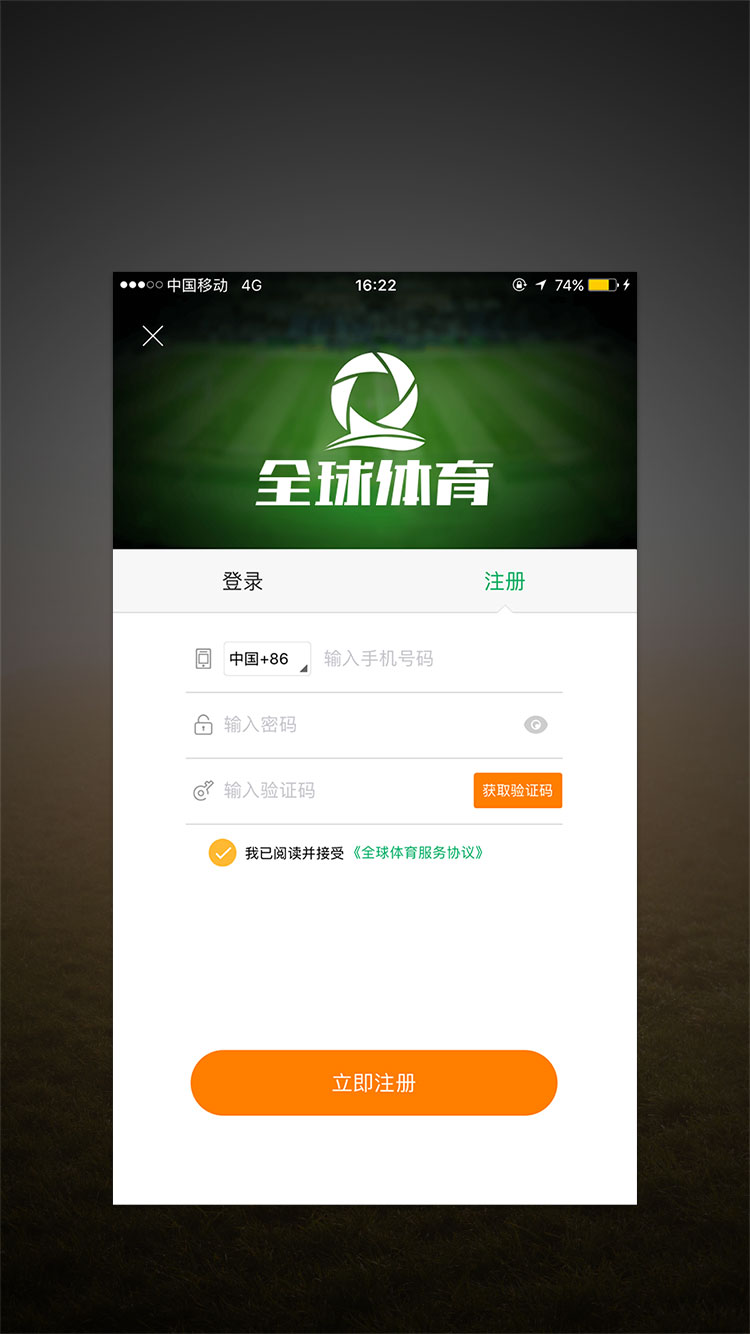 中国移动 4G 16:22 74%
全球体育
登录 注册
中国+86 输入手机号码
输入密码
输入验证码 获取验证码
我已阅读并接受《全球体育服务协议》
立即注册